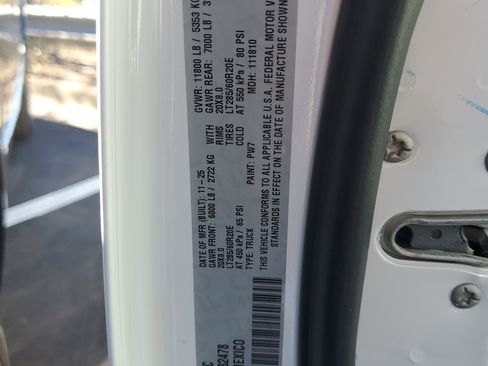 DATE OF MFR (BUILT): 11-25 GVWR: 11800 LB / 5353 KG
GAWR FRONT: 6000 LB / 2722 KG WITH GAWR REAR: 7000 LB / 3
20X8.0 RIMS 20X8.0
LT285/60R20E TIRES LT285/60R20E
AT 450 kPa / 65 PSI COLD AT 550 kPa / 80 PSI
TYPE: TRUCK PAINT: PW7 MDH: 111810
THIS VEHICLE CONFORMS TO ALL APPLICABLE U.S.A. FEDERAL MOTOR V
STANDARDS IN EFFECT ON THE DATE OF MANUFACTURE SHOWN
C
32478
MEXICO